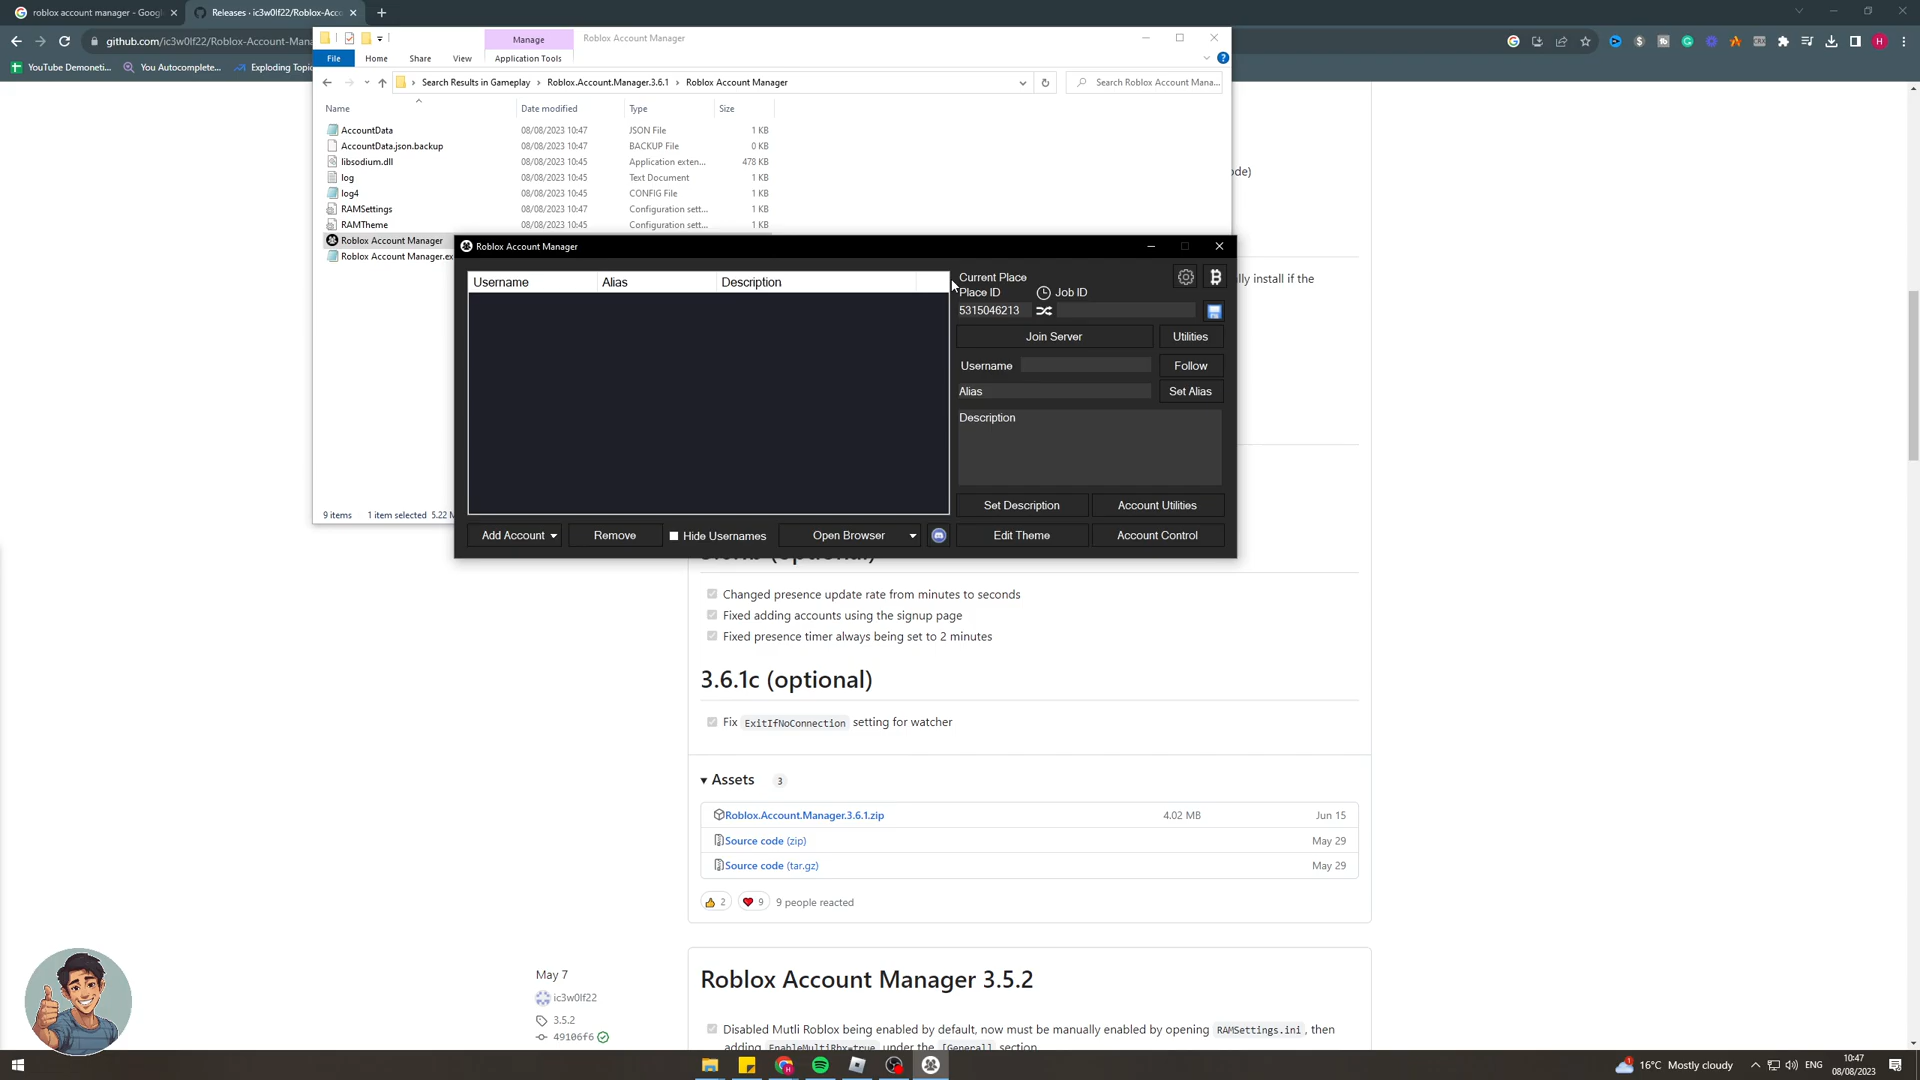 roblox account manager - Googl
Releases · ic3w0lf22/Roblox-Acco
github.com/ic3w0lf22/Roblox-Account-Man
YouTube Demoneti...
You Autocomplete...
Exploding Topic
Manage
Roblox Account Manager
File
Home
Share
View
Application Tools
Search Results in Gameplay › Roblox.Account.Manager.3.6.1 › Roblox Account Manager
Search Roblox Account Mana...
Name
Date modified
Type
Size
AccountData 08/08/2023 10:47 JSON File 1 KB
AccountData.json.backup 08/08/2023 10:47 BACKUP File 0 KB
libsodium.dll 08/08/2023 10:45 Application exten... 478 KB
log 08/08/2023 10:45 Text Document 1 KB
log4 08/08/2023 10:45 CONFIG File 1 KB
RAMSettings 08/08/2023 10:47 Configuration sett... 1 KB
RAMTheme 08/08/2023 10:45 Configuration sett... 1 KB
Roblox Account Manager
Roblox Account Manager.ex
9 items 1 item selected 5.22 M
ode)
lly install if the
Roblox Account Manager
Username
Alias
Description
Current Place
Place ID
Job ID
5315046213
Join Server
Utilities
Username
Follow
Alias
Set Alias
Description
Set Description
Account Utilities
Add Account
Remove
Hide Usernames
Open Browser
Edit Theme
Account Control
Changed presence update rate from minutes to seconds
Fixed adding accounts using the signup page
Fixed presence timer always being set to 2 minutes
3.6.1c (optional)
Fix ExitIfNoConnection setting for watcher
Assets 3
Roblox.Account.Manager.3.6.1.zip 4.02 MB Jun 15
Source code (zip) May 29
Source code (tar.gz) May 29
2
9
9 people reacted
May 7
ic3w0lf22
3.5.2
49106f6
Roblox Account Manager 3.5.2
Disabled Mutli Roblox being enabled by default, now must be manually enabled by opening RAMSettings.ini, then
adding EnableMultiRbx=true under the [General] section
16°C Mostly cloudy
ENG
10:47
08/08/2023